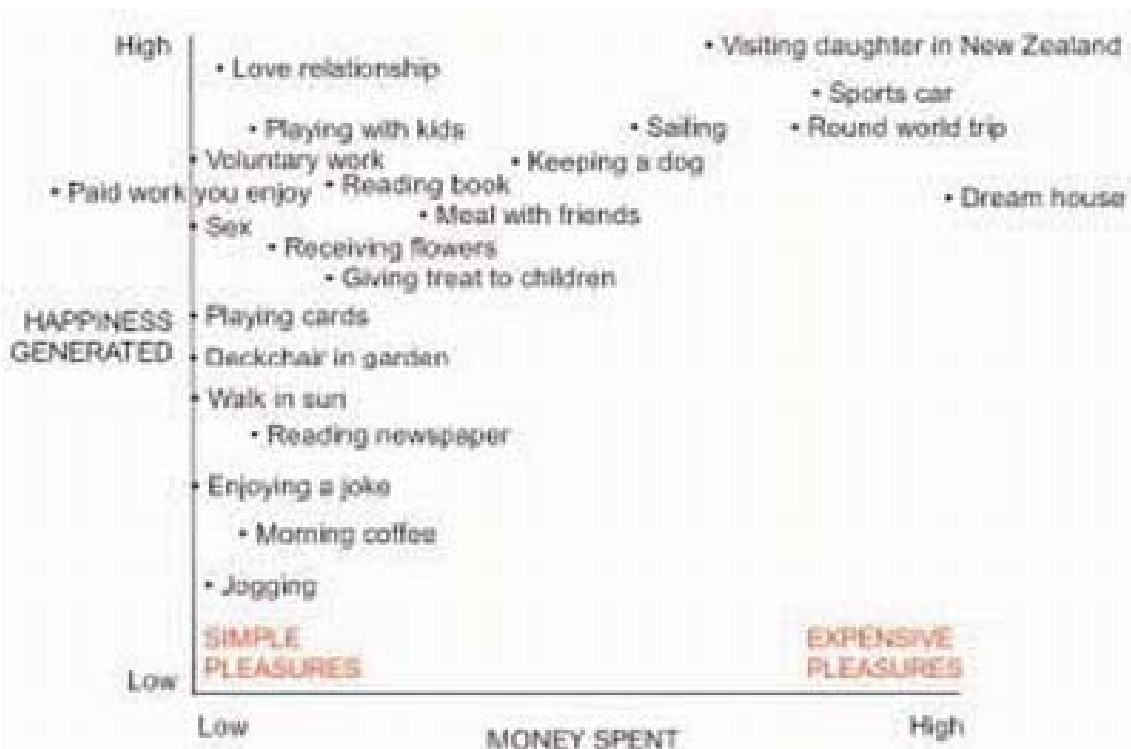 High
• Visiting daughter in New Zealand
• Love relationship
• Sports car
• Playing with kids
• Sailing
• Round world trip
• Voluntary work
• Keeping a dog
• Paid work you enjoy
• Reading book
• Dream house
• Meal with friends
• Sex
• Receiving flowers
• Giving treat to children
HAPPINESS
GENERATED
• Playing cards
• Deckchair in garden
• Walk in sun
• Reading newspaper
• Enjoying a joke
• Morning coffee
• Jogging
SIMPLE
PLEASURES
EXPENSIVE
PLEASURES
Low
Low
MONEY SPENT
High